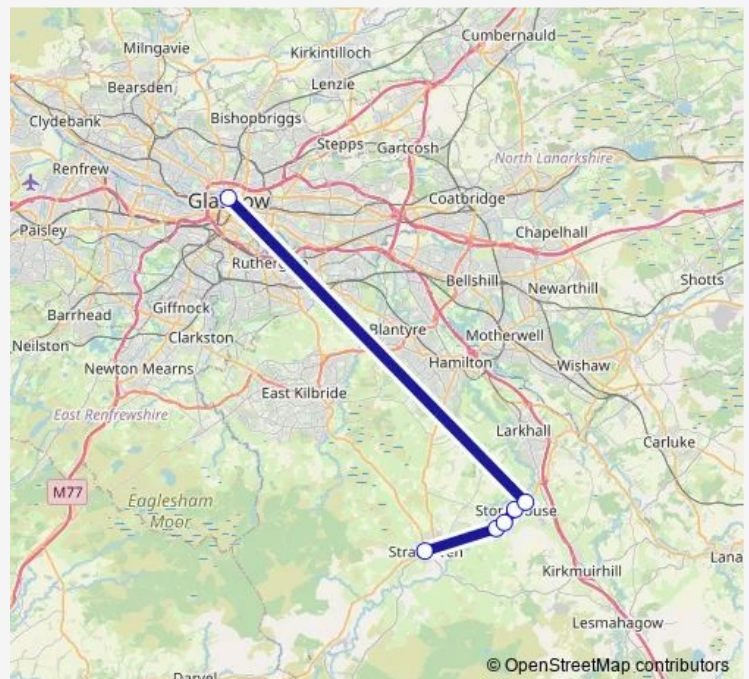 Cumbernauld
Milngavie
Kirkintilloch
Bearsden
Lenzie
Clydebank
Bishopbriggs
Stepps
Gartcosh
North Lanarkshire
Renfrew
Coatbridge
Paisley
Chapelhall
Bellshill
Shotts
Newarthill
Giffnock
Barrhead
Blantyre
Motherwell
Neilston
Clarkston
Hamilton
Wishaw
Newton Mearns
East Kilbride
East Renfrewshire
Larkhall
Carluke
M77
Eaglesham
Moor
Lana
Kirkmuirhill
Lesmahagow
Darvel
© OpenStreetMap contributors